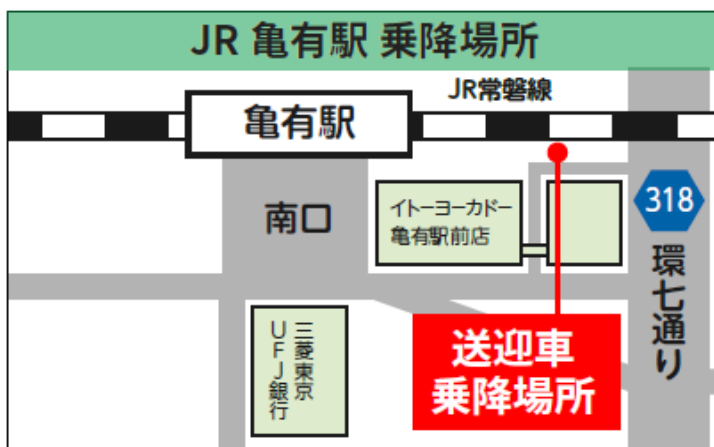 JR 亀有駅 乗降場所
JR常磐線
亀有駅
南口
イトーヨーカドー
亀有駅前店
318
環七通り
三菱東京
UFJ銀行
送迎車
乗降場所